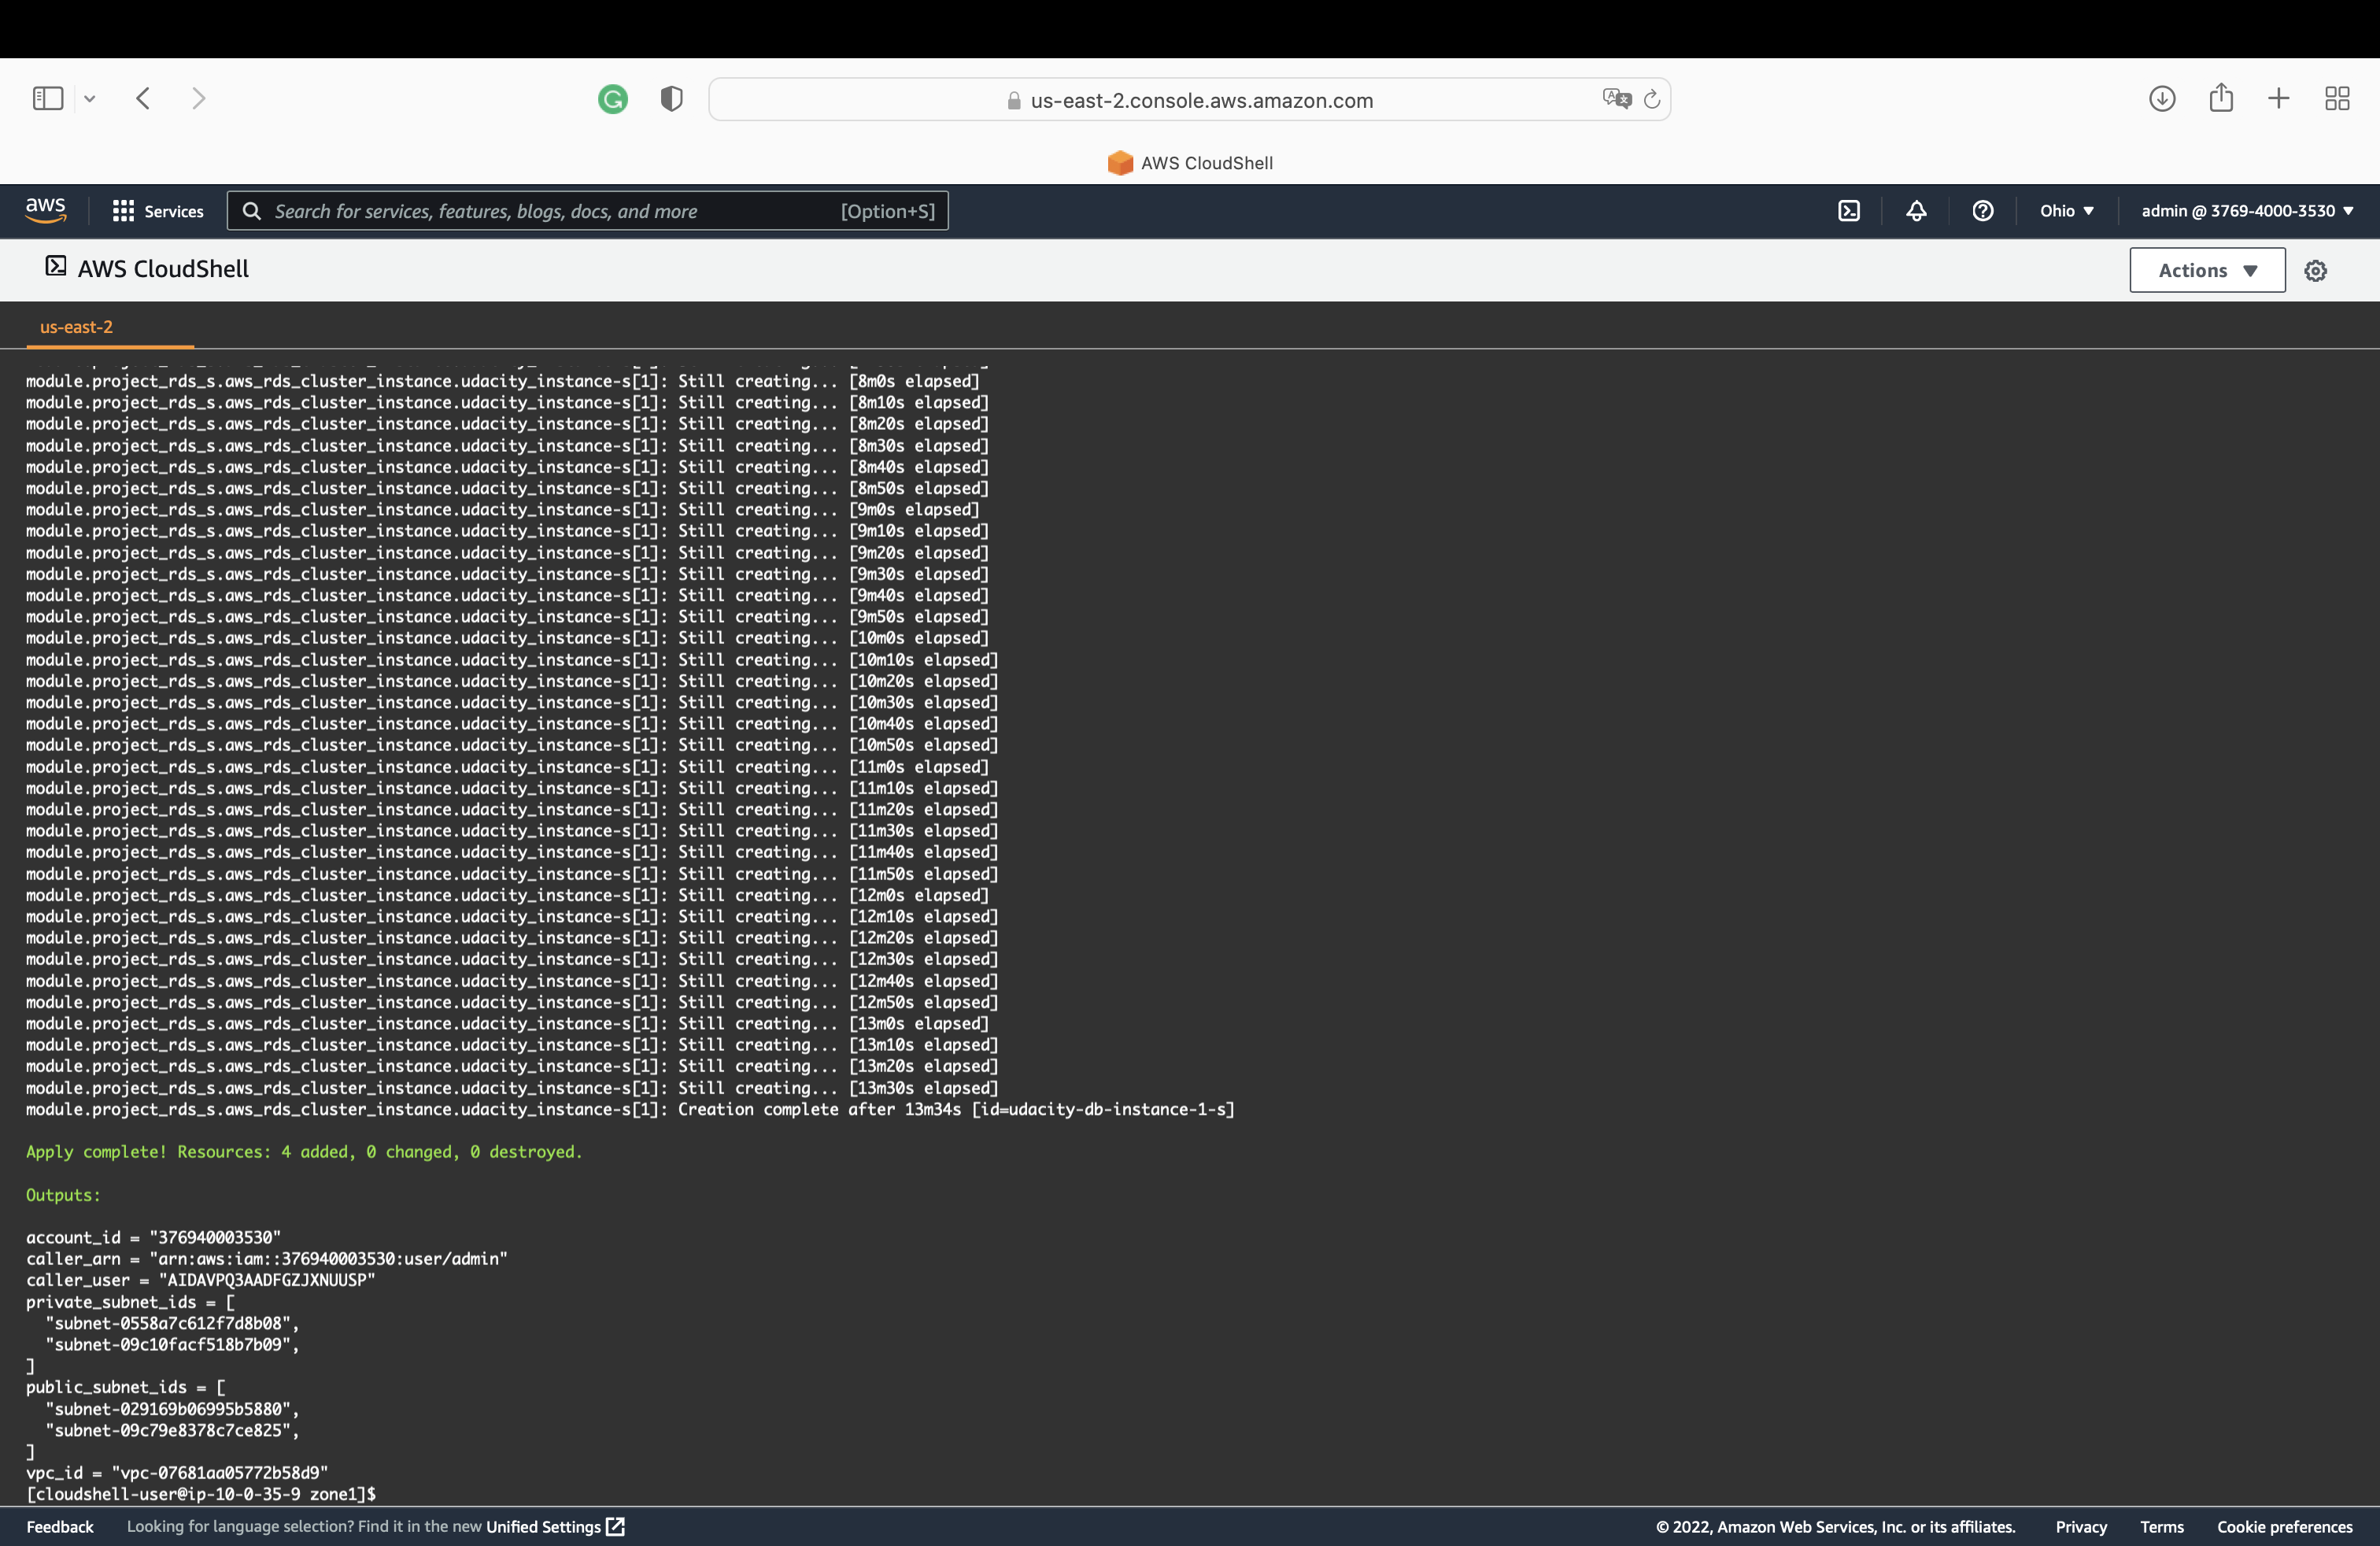 us-east-2.console.aws.amazon.com
AWS CloudShell
aws
Services
Search for services, features, blogs, docs, and more
[Option+S]
Ohio ▼
admin @ 3769-4000-3530 ▼
AWS CloudShell
Actions ▼
us-east-2
module.project_rds_s.aws_rds_cluster_instance.udacity_instance-s[1]: Still creating... [8m0s elapsed]
module.project_rds_s.aws_rds_cluster_instance.udacity_instance-s[1]: Still creating... [8m10s elapsed]
module.project_rds_s.aws_rds_cluster_instance.udacity_instance-s[1]: Still creating... [8m20s elapsed]
module.project_rds_s.aws_rds_cluster_instance.udacity_instance-s[1]: Still creating... [8m30s elapsed]
module.project_rds_s.aws_rds_cluster_instance.udacity_instance-s[1]: Still creating... [8m40s elapsed]
module.project_rds_s.aws_rds_cluster_instance.udacity_instance-s[1]: Still creating... [8m50s elapsed]
module.project_rds_s.aws_rds_cluster_instance.udacity_instance-s[1]: Still creating... [9m0s elapsed]
module.project_rds_s.aws_rds_cluster_instance.udacity_instance-s[1]: Still creating... [9m10s elapsed]
module.project_rds_s.aws_rds_cluster_instance.udacity_instance-s[1]: Still creating... [9m20s elapsed]
module.project_rds_s.aws_rds_cluster_instance.udacity_instance-s[1]: Still creating... [9m30s elapsed]
module.project_rds_s.aws_rds_cluster_instance.udacity_instance-s[1]: Still creating... [9m40s elapsed]
module.project_rds_s.aws_rds_cluster_instance.udacity_instance-s[1]: Still creating... [9m50s elapsed]
module.project_rds_s.aws_rds_cluster_instance.udacity_instance-s[1]: Still creating... [10m0s elapsed]
module.project_rds_s.aws_rds_cluster_instance.udacity_instance-s[1]: Still creating... [10m10s elapsed]
module.project_rds_s.aws_rds_cluster_instance.udacity_instance-s[1]: Still creating... [10m20s elapsed]
module.project_rds_s.aws_rds_cluster_instance.udacity_instance-s[1]: Still creating... [10m30s elapsed]
module.project_rds_s.aws_rds_cluster_instance.udacity_instance-s[1]: Still creating... [10m40s elapsed]
module.project_rds_s.aws_rds_cluster_instance.udacity_instance-s[1]: Still creating... [10m50s elapsed]
module.project_rds_s.aws_rds_cluster_instance.udacity_instance-s[1]: Still creating... [11m0s elapsed]
module.project_rds_s.aws_rds_cluster_instance.udacity_instance-s[1]: Still creating... [11m10s elapsed]
module.project_rds_s.aws_rds_cluster_instance.udacity_instance-s[1]: Still creating... [11m20s elapsed]
module.project_rds_s.aws_rds_cluster_instance.udacity_instance-s[1]: Still creating... [11m30s elapsed]
module.project_rds_s.aws_rds_cluster_instance.udacity_instance-s[1]: Still creating... [11m40s elapsed]
module.project_rds_s.aws_rds_cluster_instance.udacity_instance-s[1]: Still creating... [11m50s elapsed]
module.project_rds_s.aws_rds_cluster_instance.udacity_instance-s[1]: Still creating... [12m0s elapsed]
module.project_rds_s.aws_rds_cluster_instance.udacity_instance-s[1]: Still creating... [12m10s elapsed]
module.project_rds_s.aws_rds_cluster_instance.udacity_instance-s[1]: Still creating... [12m20s elapsed]
module.project_rds_s.aws_rds_cluster_instance.udacity_instance-s[1]: Still creating... [12m30s elapsed]
module.project_rds_s.aws_rds_cluster_instance.udacity_instance-s[1]: Still creating... [12m40s elapsed]
module.project_rds_s.aws_rds_cluster_instance.udacity_instance-s[1]: Still creating... [12m50s elapsed]
module.project_rds_s.aws_rds_cluster_instance.udacity_instance-s[1]: Still creating... [13m0s elapsed]
module.project_rds_s.aws_rds_cluster_instance.udacity_instance-s[1]: Still creating... [13m10s elapsed]
module.project_rds_s.aws_rds_cluster_instance.udacity_instance-s[1]: Still creating... [13m20s elapsed]
module.project_rds_s.aws_rds_cluster_instance.udacity_instance-s[1]: Still creating... [13m30s elapsed]
module.project_rds_s.aws_rds_cluster_instance.udacity_instance-s[1]: Creation complete after 13m34s [id=udacity-db-instance-1-s]
Apply complete! Resources: 4 added, 0 changed, 0 destroyed.
Outputs:
account_id = "376940003530"
caller_arn = "arn:aws:iam::376940003530:user/admin"
caller_user = "AIDAVPQ3AADFGZJXNUUSP"
private_subnet_ids = [
"subnet-0558a7c612f7d8b08",
"subnet-09c10facf518b7b09",
]
public_subnet_ids = [
"subnet-029169b06995b5880",
"subnet-09c79e8378c7ce825",
]
vpc_id = "vpc-07681aa05772b58d9"
[cloudshell-user@ip-10-0-35-9 zone1]$
Feedback
Looking for language selection? Find it in the new Unified Settings
© 2022, Amazon Web Services, Inc. or its affiliates.
Privacy
Terms
Cookie preferences